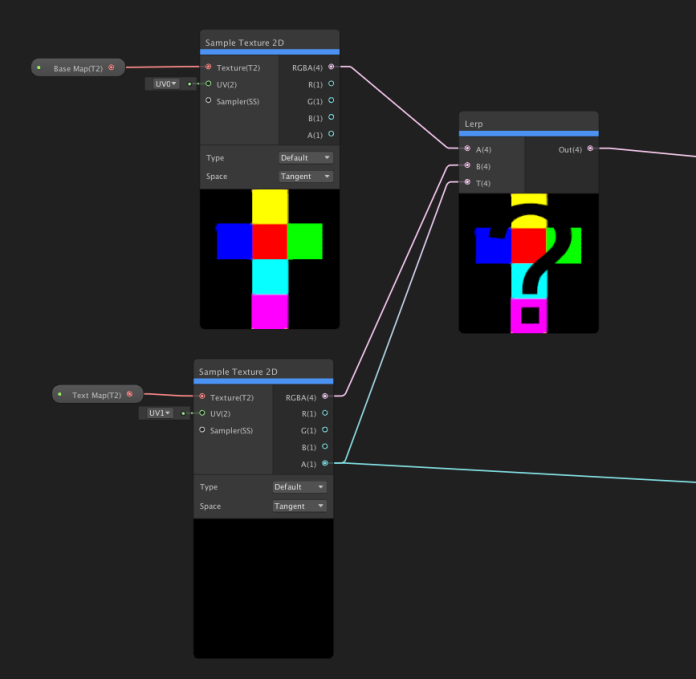 Sample Texture 2D
Base Map(T2)
Texture(T2)
RGBA(4)
UV0
UV(2)
R(1)
Sampler(SS)
G(1)
B(1)
A(1)
Type
Default
Space
Tangent
Lerp
A(4)
Out(4)
B(4)
T(4)
?
Sample Texture 2D
Text Map(T2)
Texture(T2)
RGBA(4)
UV1
UV(2)
R(1)
Sampler(SS)
G(1)
B(1)
A(1)
Type
Default
Space
Tangent